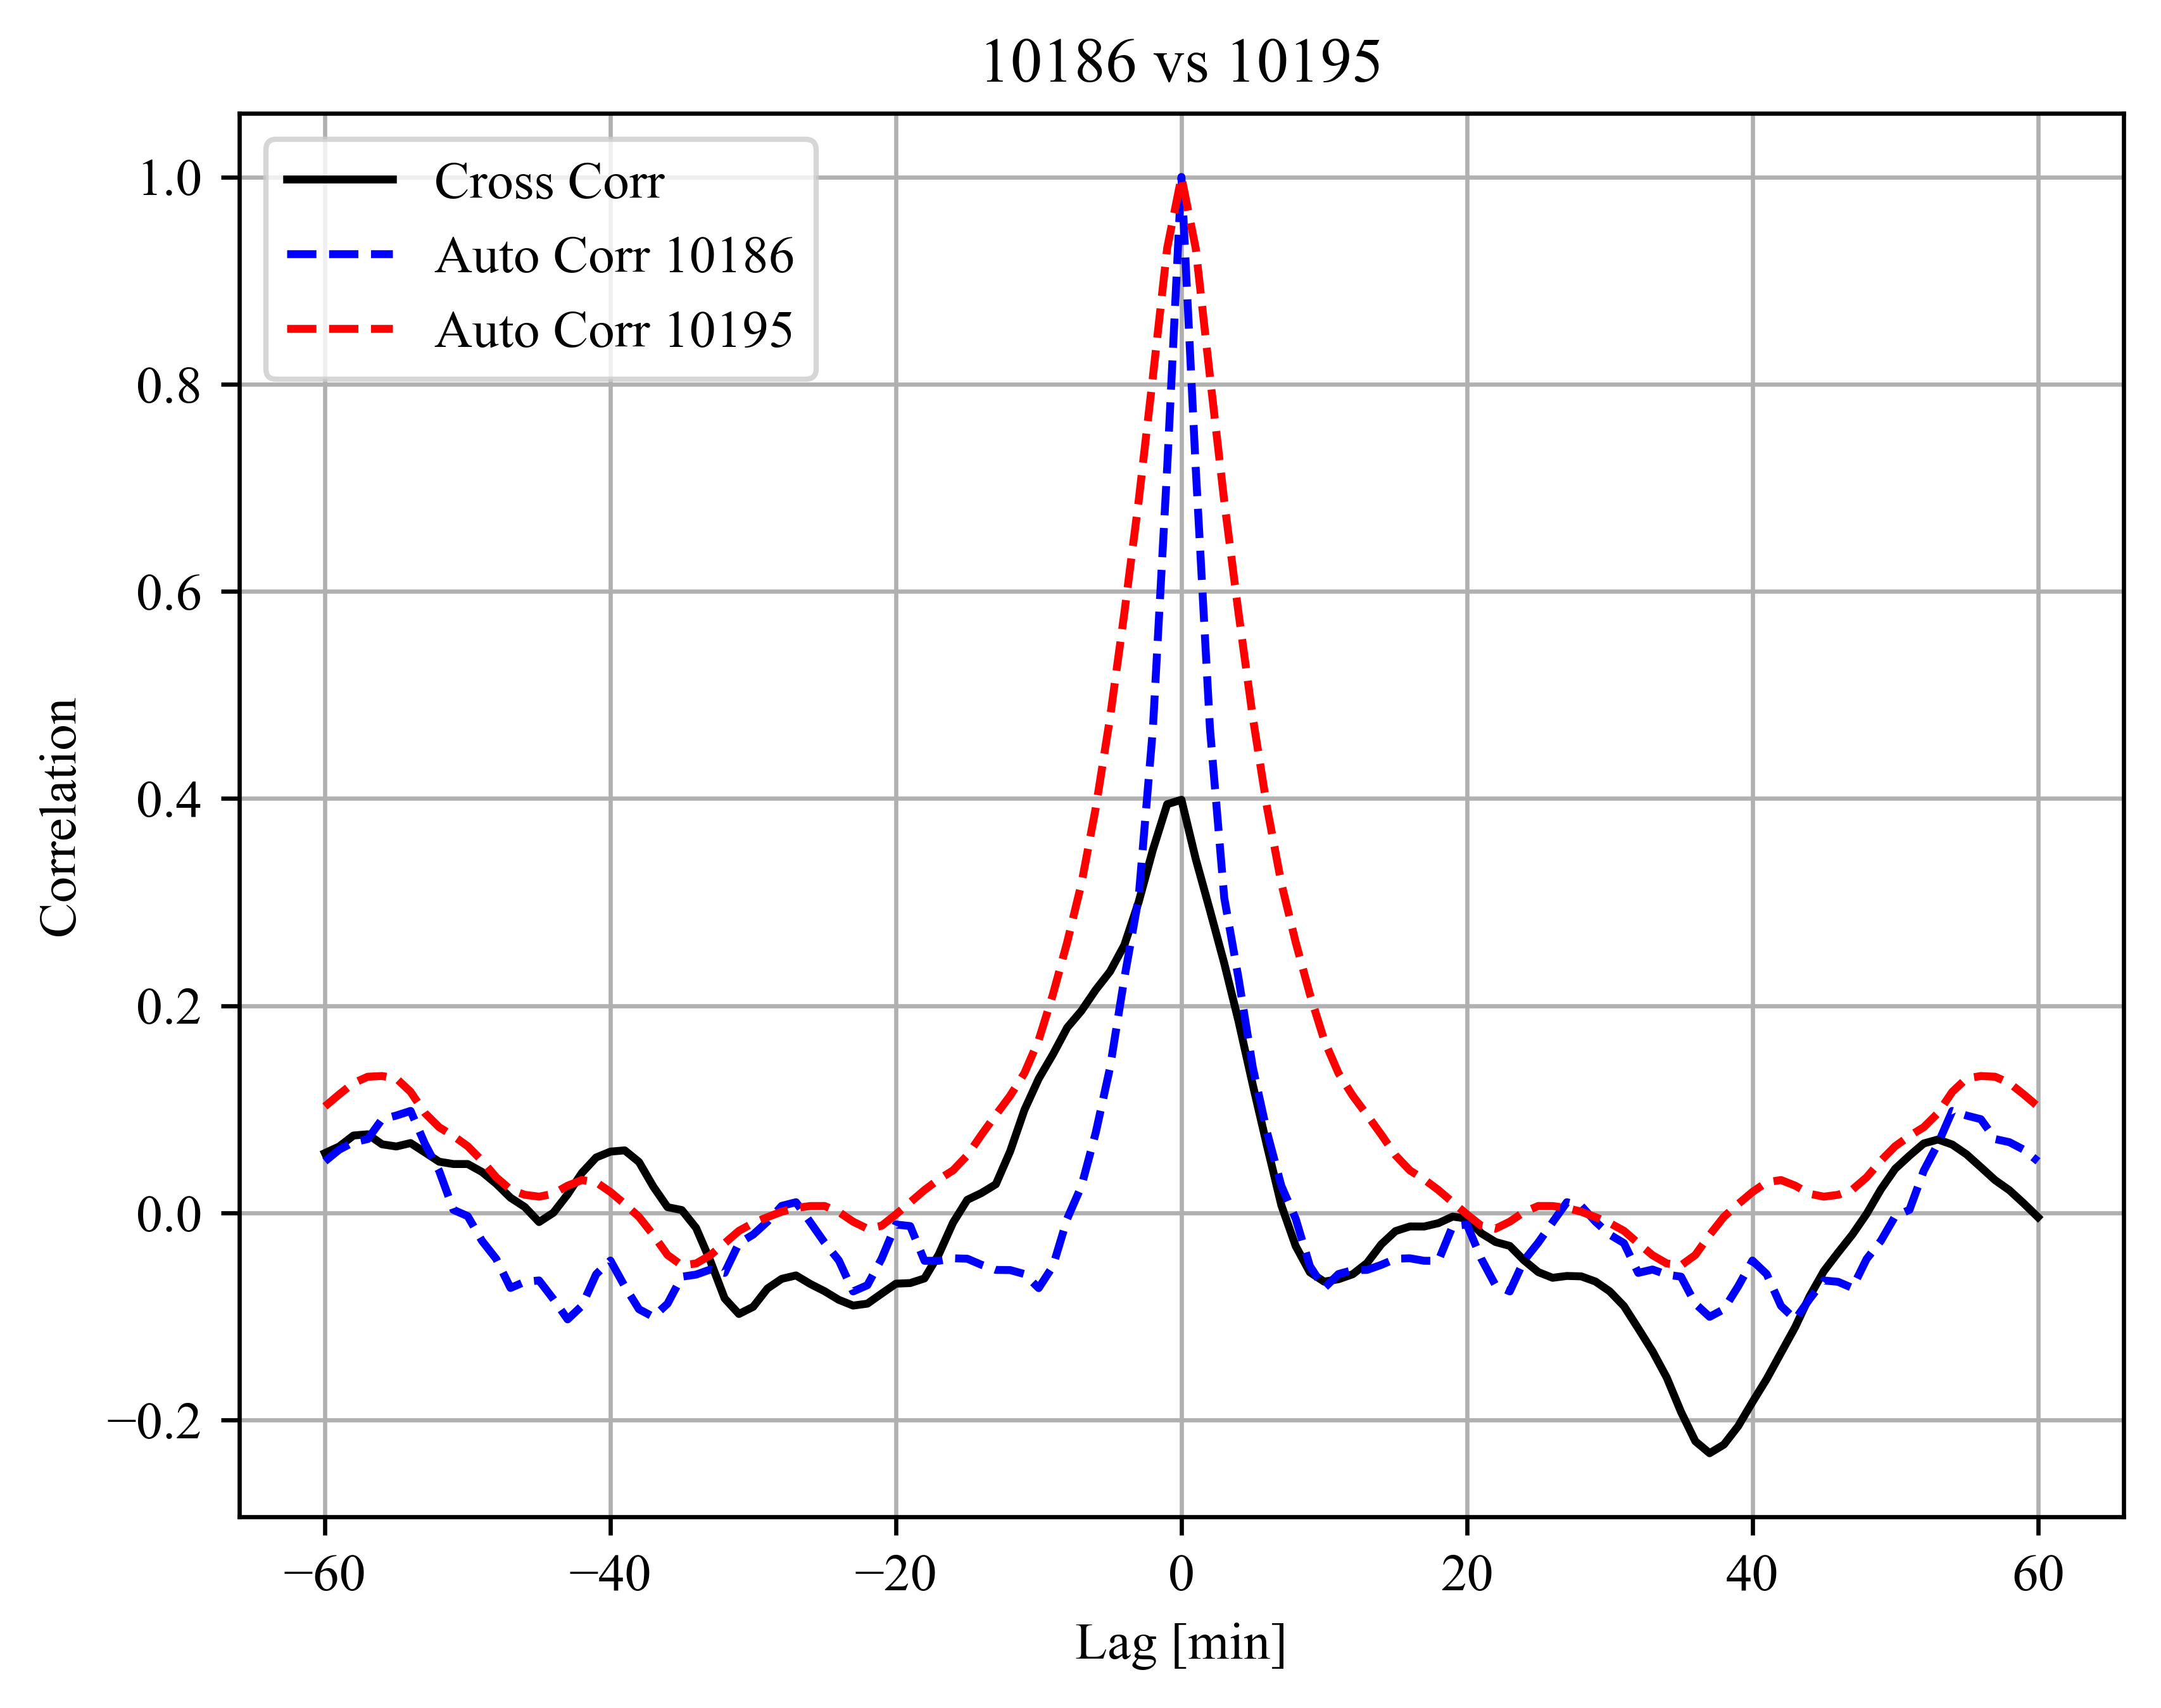 10186 vs 10195
Cross Corr
Auto Corr 10186
Auto Corr 10195
1.0
0.8
0.6
0.4
0.2
0.0
−0.2
Correlation
−60
−40
−20
0
20
40
60
Lag [min]